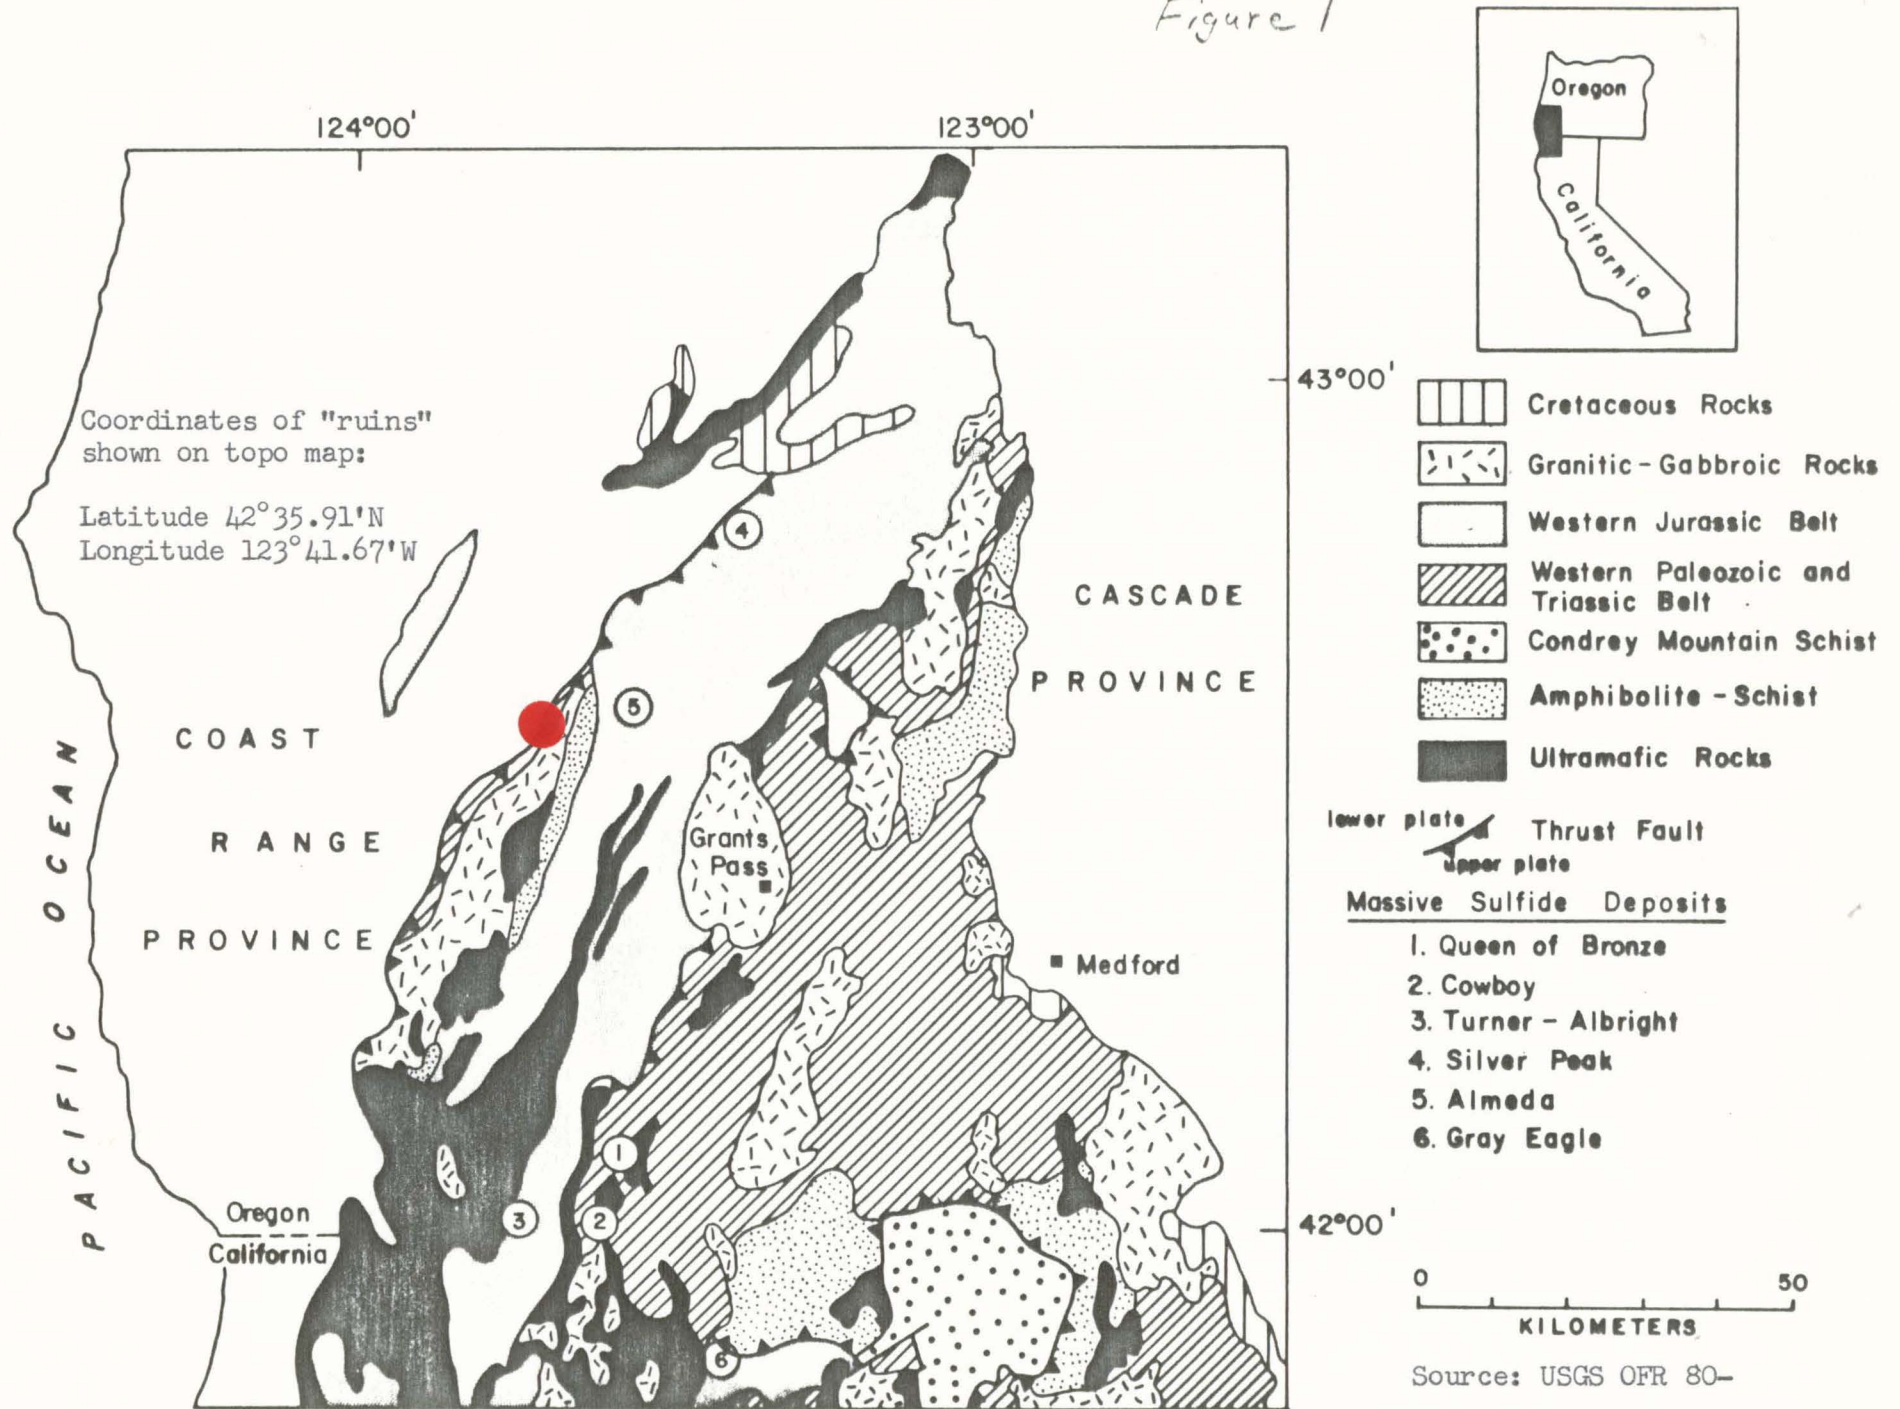 Figure 1
Oregon
California
124°00'
123°00'
43°00'
Coordinates of "ruins"
shown on topo map:
Latitude 42°35.91'N
Longitude 123°41.67'W
4
CASCADE
PROVINCE
5
COAST
RANGE
PROVINCE
PACIFIC OCEAN
Grants
Pass
Medford
1
2
3
6
Oregon
California
42°00'
Cretaceous Rocks
Granitic-Gabbroic Rocks
Western Jurassic Belt
Western Paleozoic and
Triassic Belt
Condrey Mountain Schist
Amphibolite-Schist
Ultramafic Rocks
lower plate
Thrust Fault
upper plate
Massive Sulfide Deposits
1. Queen of Bronze
2. Cowboy
3. Turner-Albright
4. Silver Peak
5. Almeda
6. Gray Eagle
0 50
KILOMETERS
Source: USGS OFR 80-